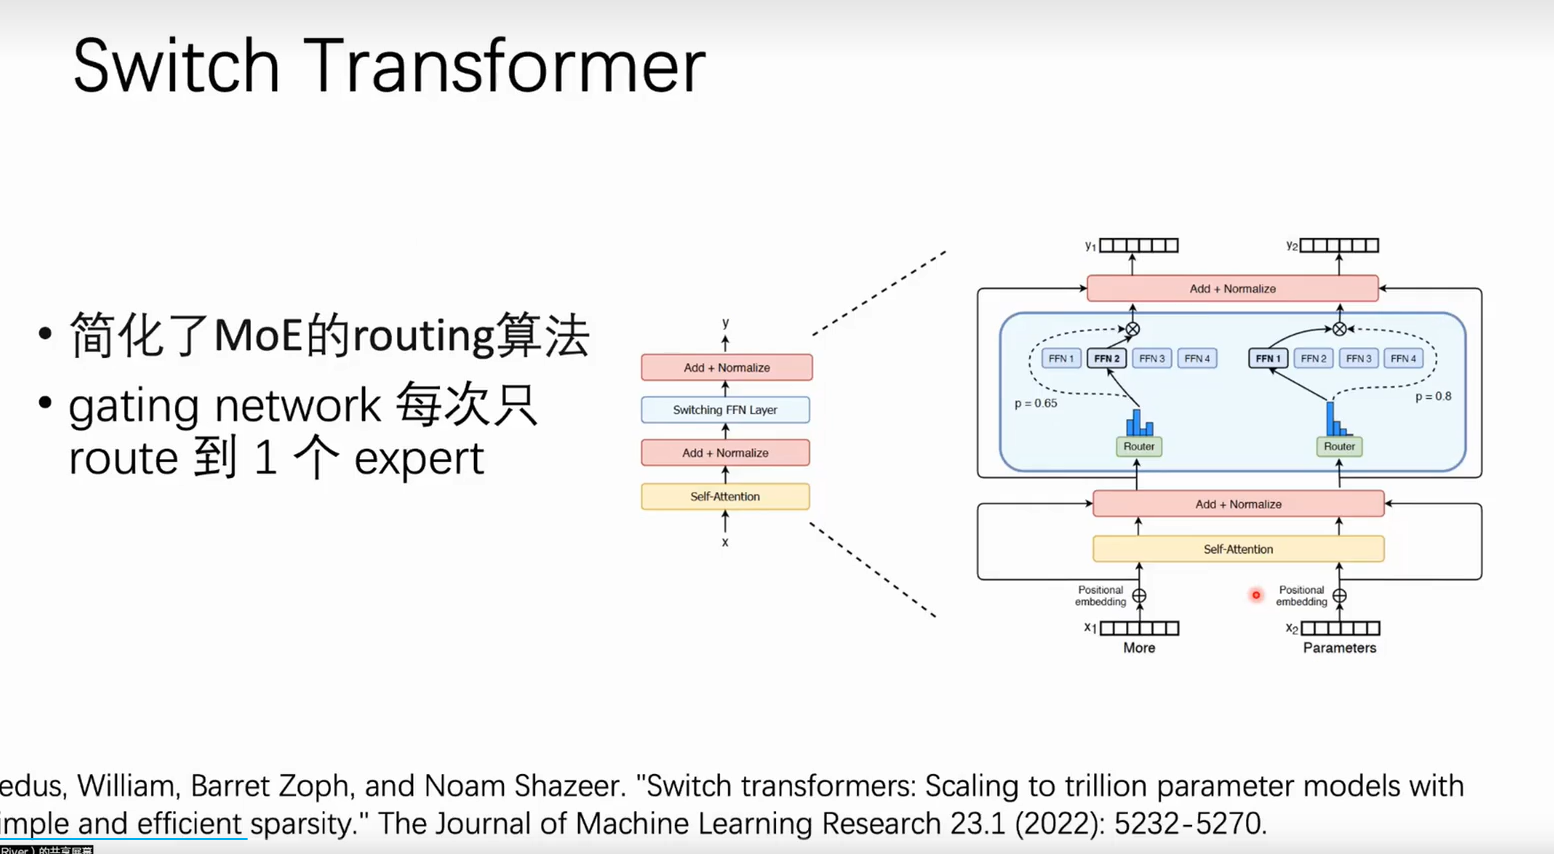 Switch Transformer
• 简化了MoE的routing算法
• gating network 每次只
route 到 1 个 expert
y
Add + Normalize
Switching FFN Layer
Add + Normalize
Self-Attention
x
y1
y2
Add + Normalize
FFN 1 FFN 2 FFN 3 FFN 4
FFN 1 FFN 2 FFN 3 FFN 4
p = 0.65
p = 0.8
Router
Router
Add + Normalize
Self-Attention
Positional
embedding
Positional
embedding
x1
x2
More
Parameters
edus, William, Barret Zoph, and Noam Shazeer. "Switch transformers: Scaling to trillion parameter models with
imple and efficient sparsity." The Journal of Machine Learning Research 23.1 (2022): 5232-5270.
River）的共享屏幕